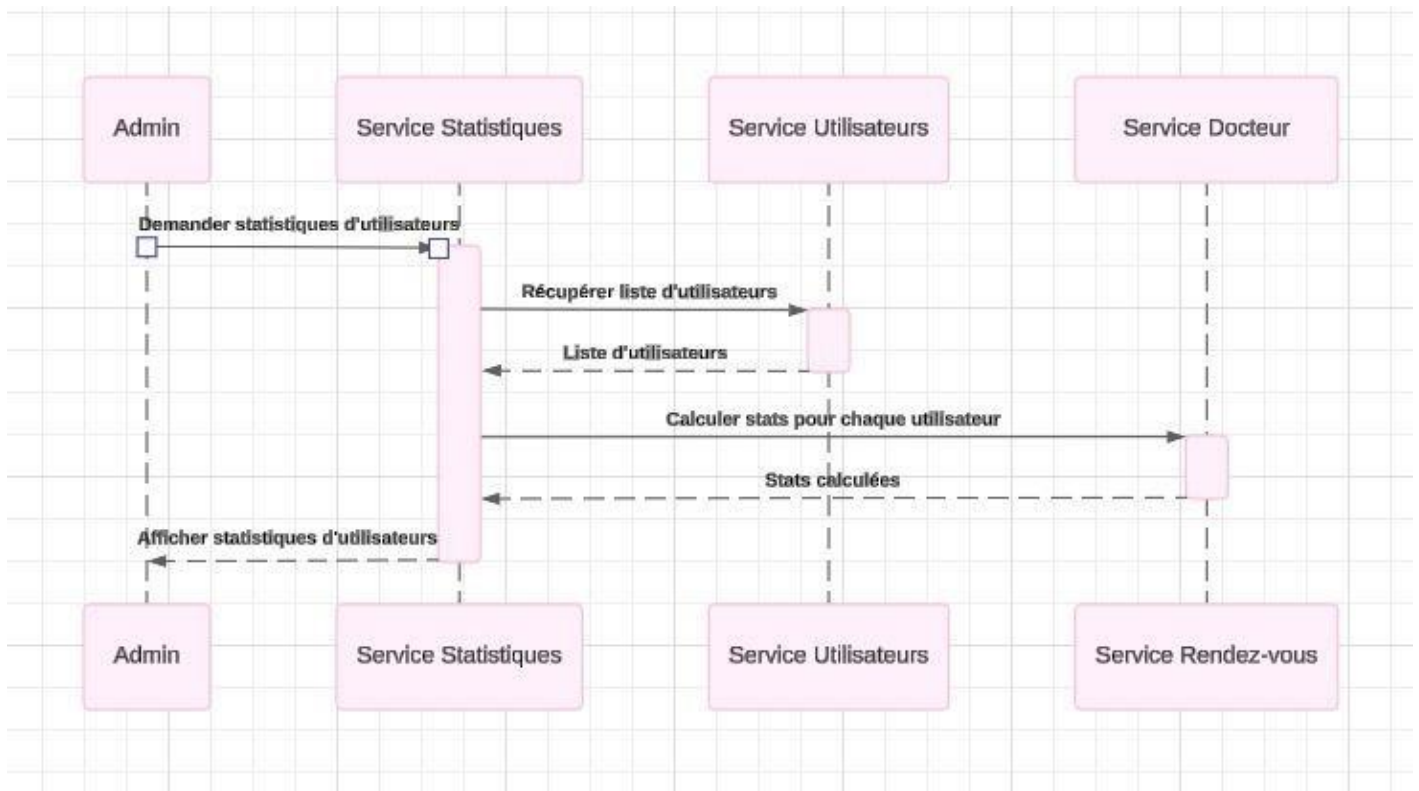 Admin
Service Statistiques
Service Utilisateurs
Service Docteur
Demander statistiques d'utilisateurs
Récupérer liste d'utilisateurs
Liste d'utilisateurs
Calculer stats pour chaque utilisateur
Stats calculées
Afficher statistiques d'utilisateurs
Admin
Service Statistiques
Service Utilisateurs
Service Rendez-vous